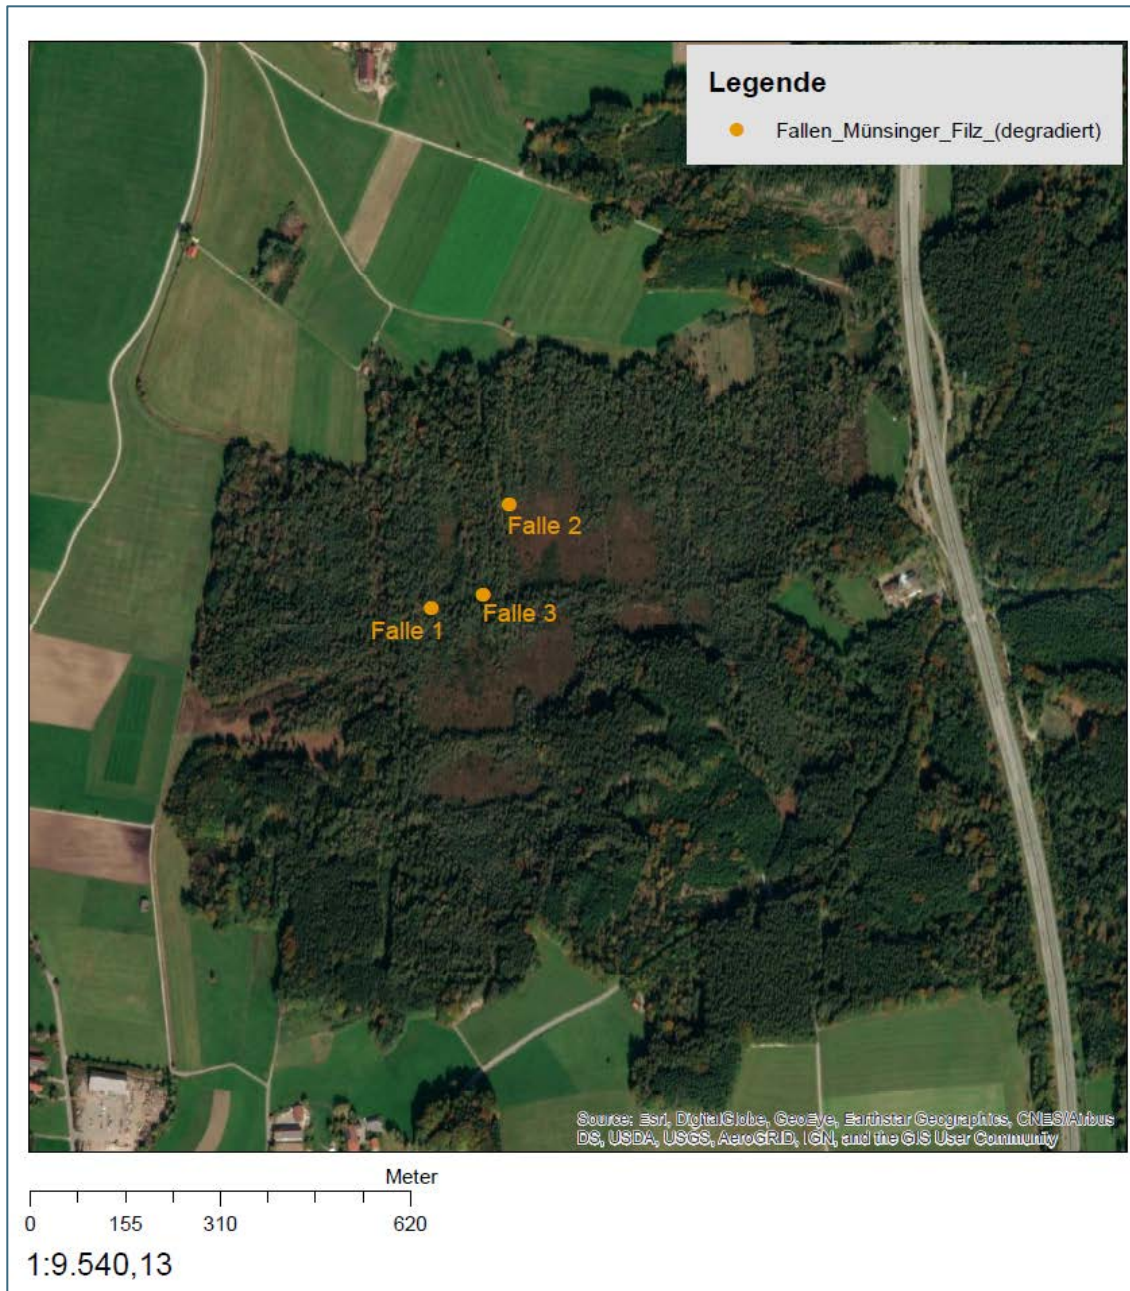 Legende
Fallen_Münsinger_Filz_(degradiert)
Falle 2
Falle 3
Falle 1
Source: Esri, DigitalGlobe, GeoEye, Earthstar Geographics, CNES/Airbus
DS, USDA, USGS, AeroGRID, IGN, and the GIS User Community
Meter
0 155 310 620
1:9.540,13